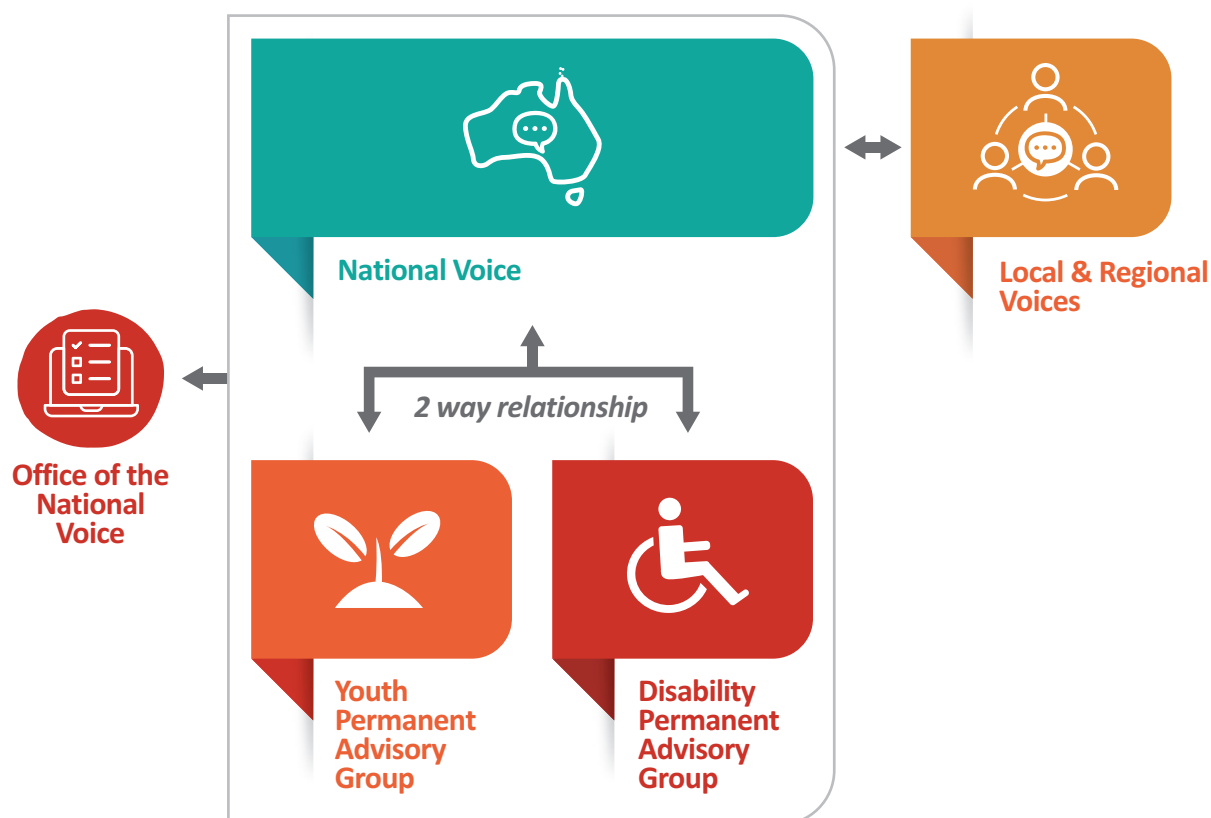 National Voice
Local & Regional
Voices
2 way relationship
Office of the
National
Voice
Youth
Permanent
Advisory
Group
Disability
Permanent
Advisory
Group